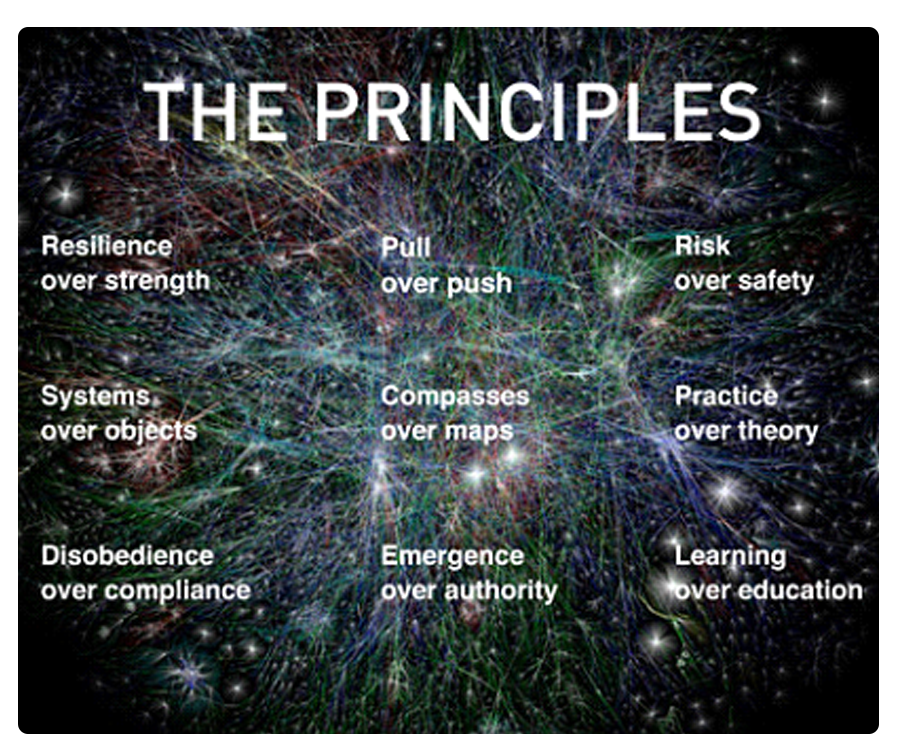 THE PRINCIPLES
Resilience
over strength
Pull
over push
Risk
over safety
Systems
over objects
Compasses
over maps
Practice
over theory
Disobedience
over compliance
Emergence
over authority
Learning
over education